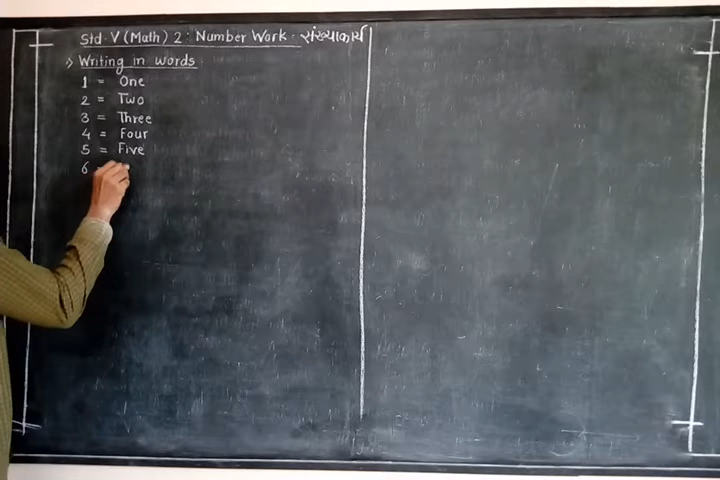 Std. V (Math) 2: Number Work - संख्याकार्य
1) Writing in words
1 = One
2 = Two
3 = Three
4 = Four
5 = Five
6 =